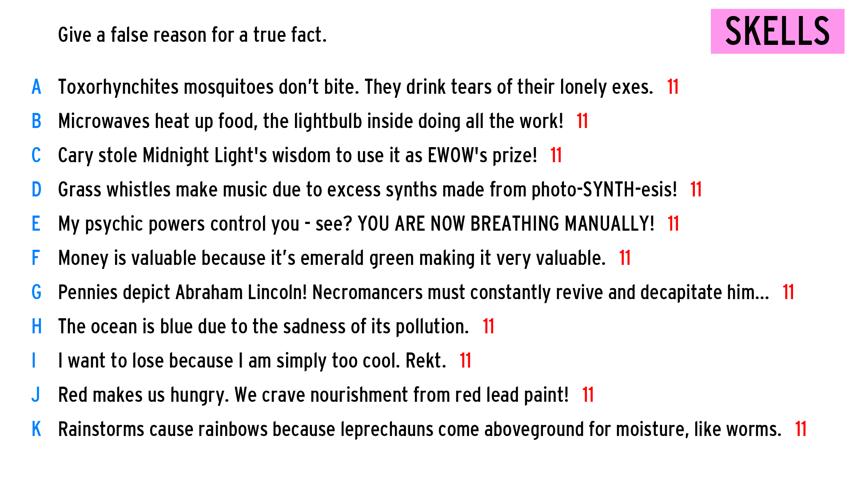 Give a false reason for a true fact.
SKELLS
A Toxorhynchites mosquitoes don't bite. They drink tears of their lonely exes. 11
B Microwaves heat up food, the lightbulb inside doing all the work! 11
C Cary stole Midnight Light's wisdom to use it as EWOW's prize! 11
D Grass whistles make music due to excess synths made from photo-SYNTH-esis! 11
E My psychic powers control you - see? YOU ARE NOW BREATHING MANUALLY! 11
F Money is valuable because it’s emerald green making it very valuable. 11
G Pennies depict Abraham Lincoln! Necromancers must constantly revive and decapitate him... 11
H The ocean is blue due to the sadness of its pollution. 11
I I want to lose because I am simply too cool. Rekt. 11
J Red makes us hungry. We crave nourishment from red lead paint! 11
K Rainstorms cause rainbows because leprechauns come aboveground for moisture, like worms. 11